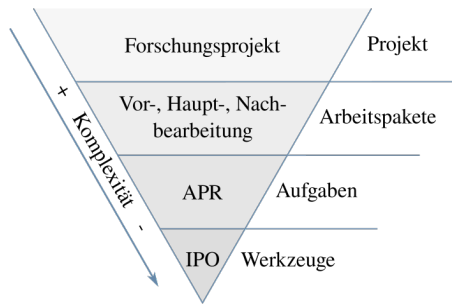 Forschungsprojekt
Projekt
Vor-, Haupt-, Nach-
bearbeitung
Arbeitspakete
APR
Aufgaben
IPO
Werkzeuge
+ Komplexität -